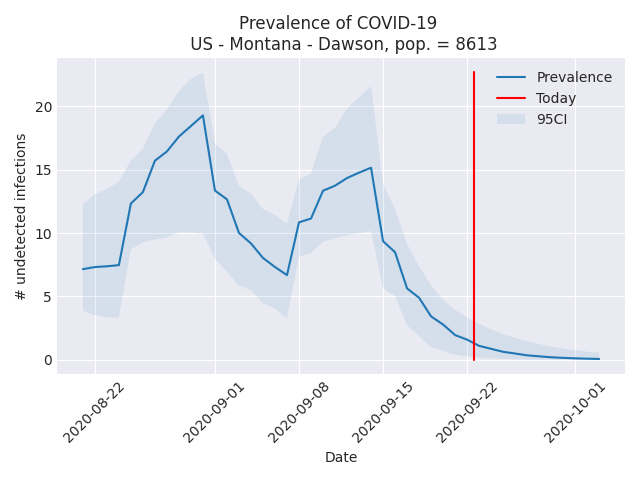 Prevalence of COVID-19
US - Montana - Dawson, pop. = 8613
Prevalence
Today
95CI
# undetected infections
20
15
10
5
0
2020-08-22
2020-09-01
2020-09-08
2020-09-15
2020-09-22
2020-10-01
Date